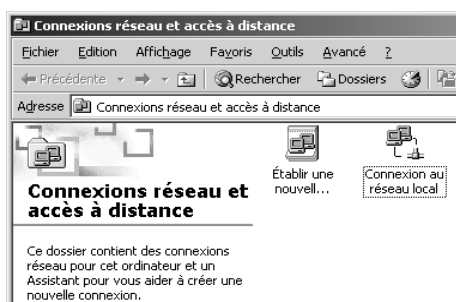 Connexions réseau et accès à distance
Fichier Edition Affichage Favoris Outils Avancé ?
Précédente Rechercher Dossiers
Adresse Connexions réseau et accès à distance
Connexions réseau et
accès à distance
Ce dossier contient des connexions
réseau pour cet ordinateur et un
Assistant pour vous aider à créer une
nouvelle connexion.
Établir une
nouvell...
Connexion au
réseau local